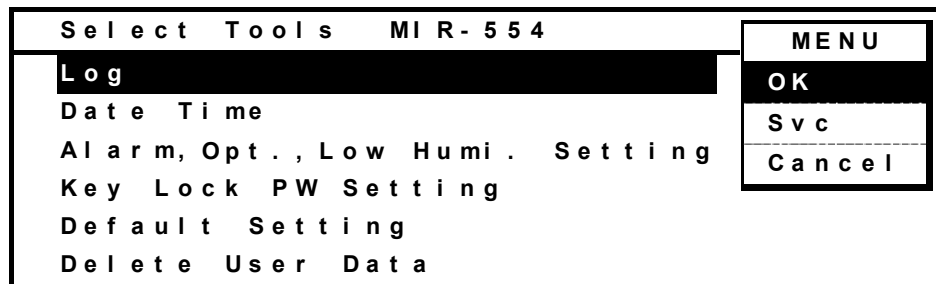 Select Tools MIR-554
Log
Date Time
Alarm, Opt., Low Humi. Setting
Key Lock PW Setting
Default Setting
Delete User Data
MENU
OK
Svc
Cancel